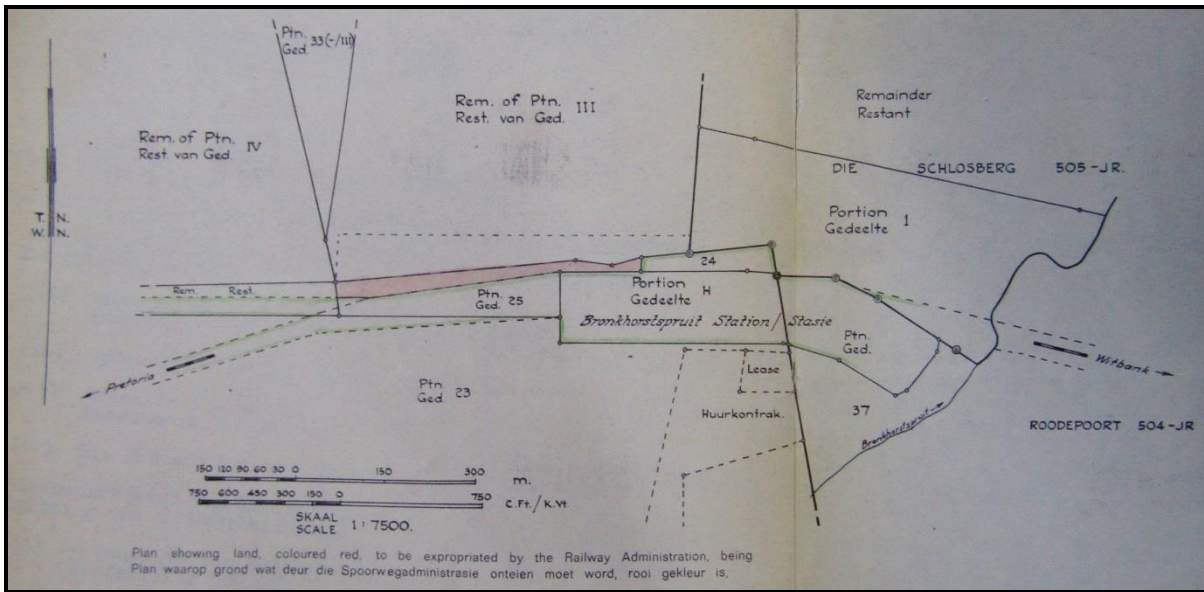 Ptn.
Ged. 33(-/III)
Rem. of Ptn. III
Rest. van Ged.
Remainder
Restant
Rem. of Ptn. IV
Rest. van Ged.
DIE SCHLOSBERG 505-JR.
Portion 1
Gedeelte
T. N.
W. N.
24
Rem. Rest.
Ptn. 25
Ged.
Portion H
Gedeelte
Bronkhorstspruit Station/Stasie
Ptn.
Ged.
37
Pretoria
Witbank
Ptn. 23
Ged.
Lease
Huurkontrak.
Bronkhorstspruit
ROODEPOORT 504-JR
150 120 90 60 30 0 150 300 m.
750 600 450 300 150 0 750 C.Ft./K.Vt.
SKAAL
SCALE 1:7500.
Plan showing land, coloured red, to be expropriated by the Railway Administration, being
Plan waarop grond wat deur die Spoorwegadministrasie onteien moet word, rooi gekleur is,